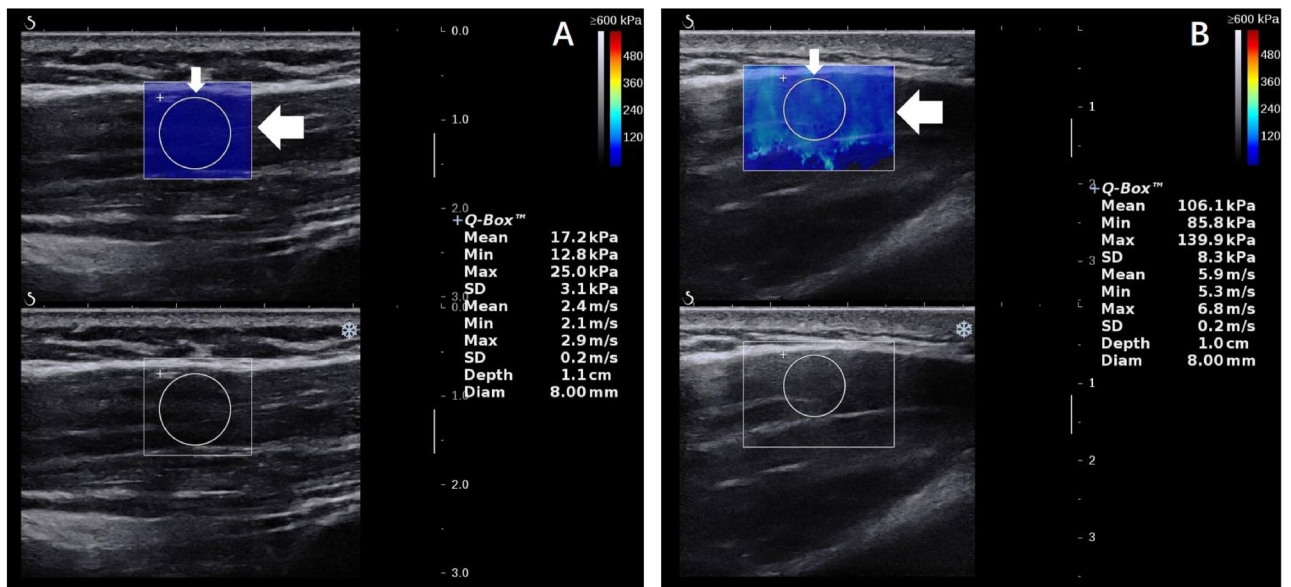 A
≥600 kPa
480
360
240
120
0.0
1.0
2.0
+Q-Box™
Mean 17.2 kPa
Min 12.8 kPa
Max 25.0 kPa
SD 3.1 kPa
3.0
0.0
Mean 2.4 m/s
Min 2.1 m/s
Max 2.9 m/s
SD 0.2 m/s
Depth 1.1 cm
1.0
Diam 8.00 mm
2.0
3.0
B
≥600 kPa
480
360
240
120
1
2
+Q-Box™
Mean 106.1 kPa
Min 85.8 kPa
Max 139.9 kPa
3
SD 8.3 kPa
Mean 5.9 m/s
Min 5.3 m/s
Max 6.8 m/s
SD 0.2 m/s
Depth 1.0 cm
Diam 8.00 mm
1
2
3